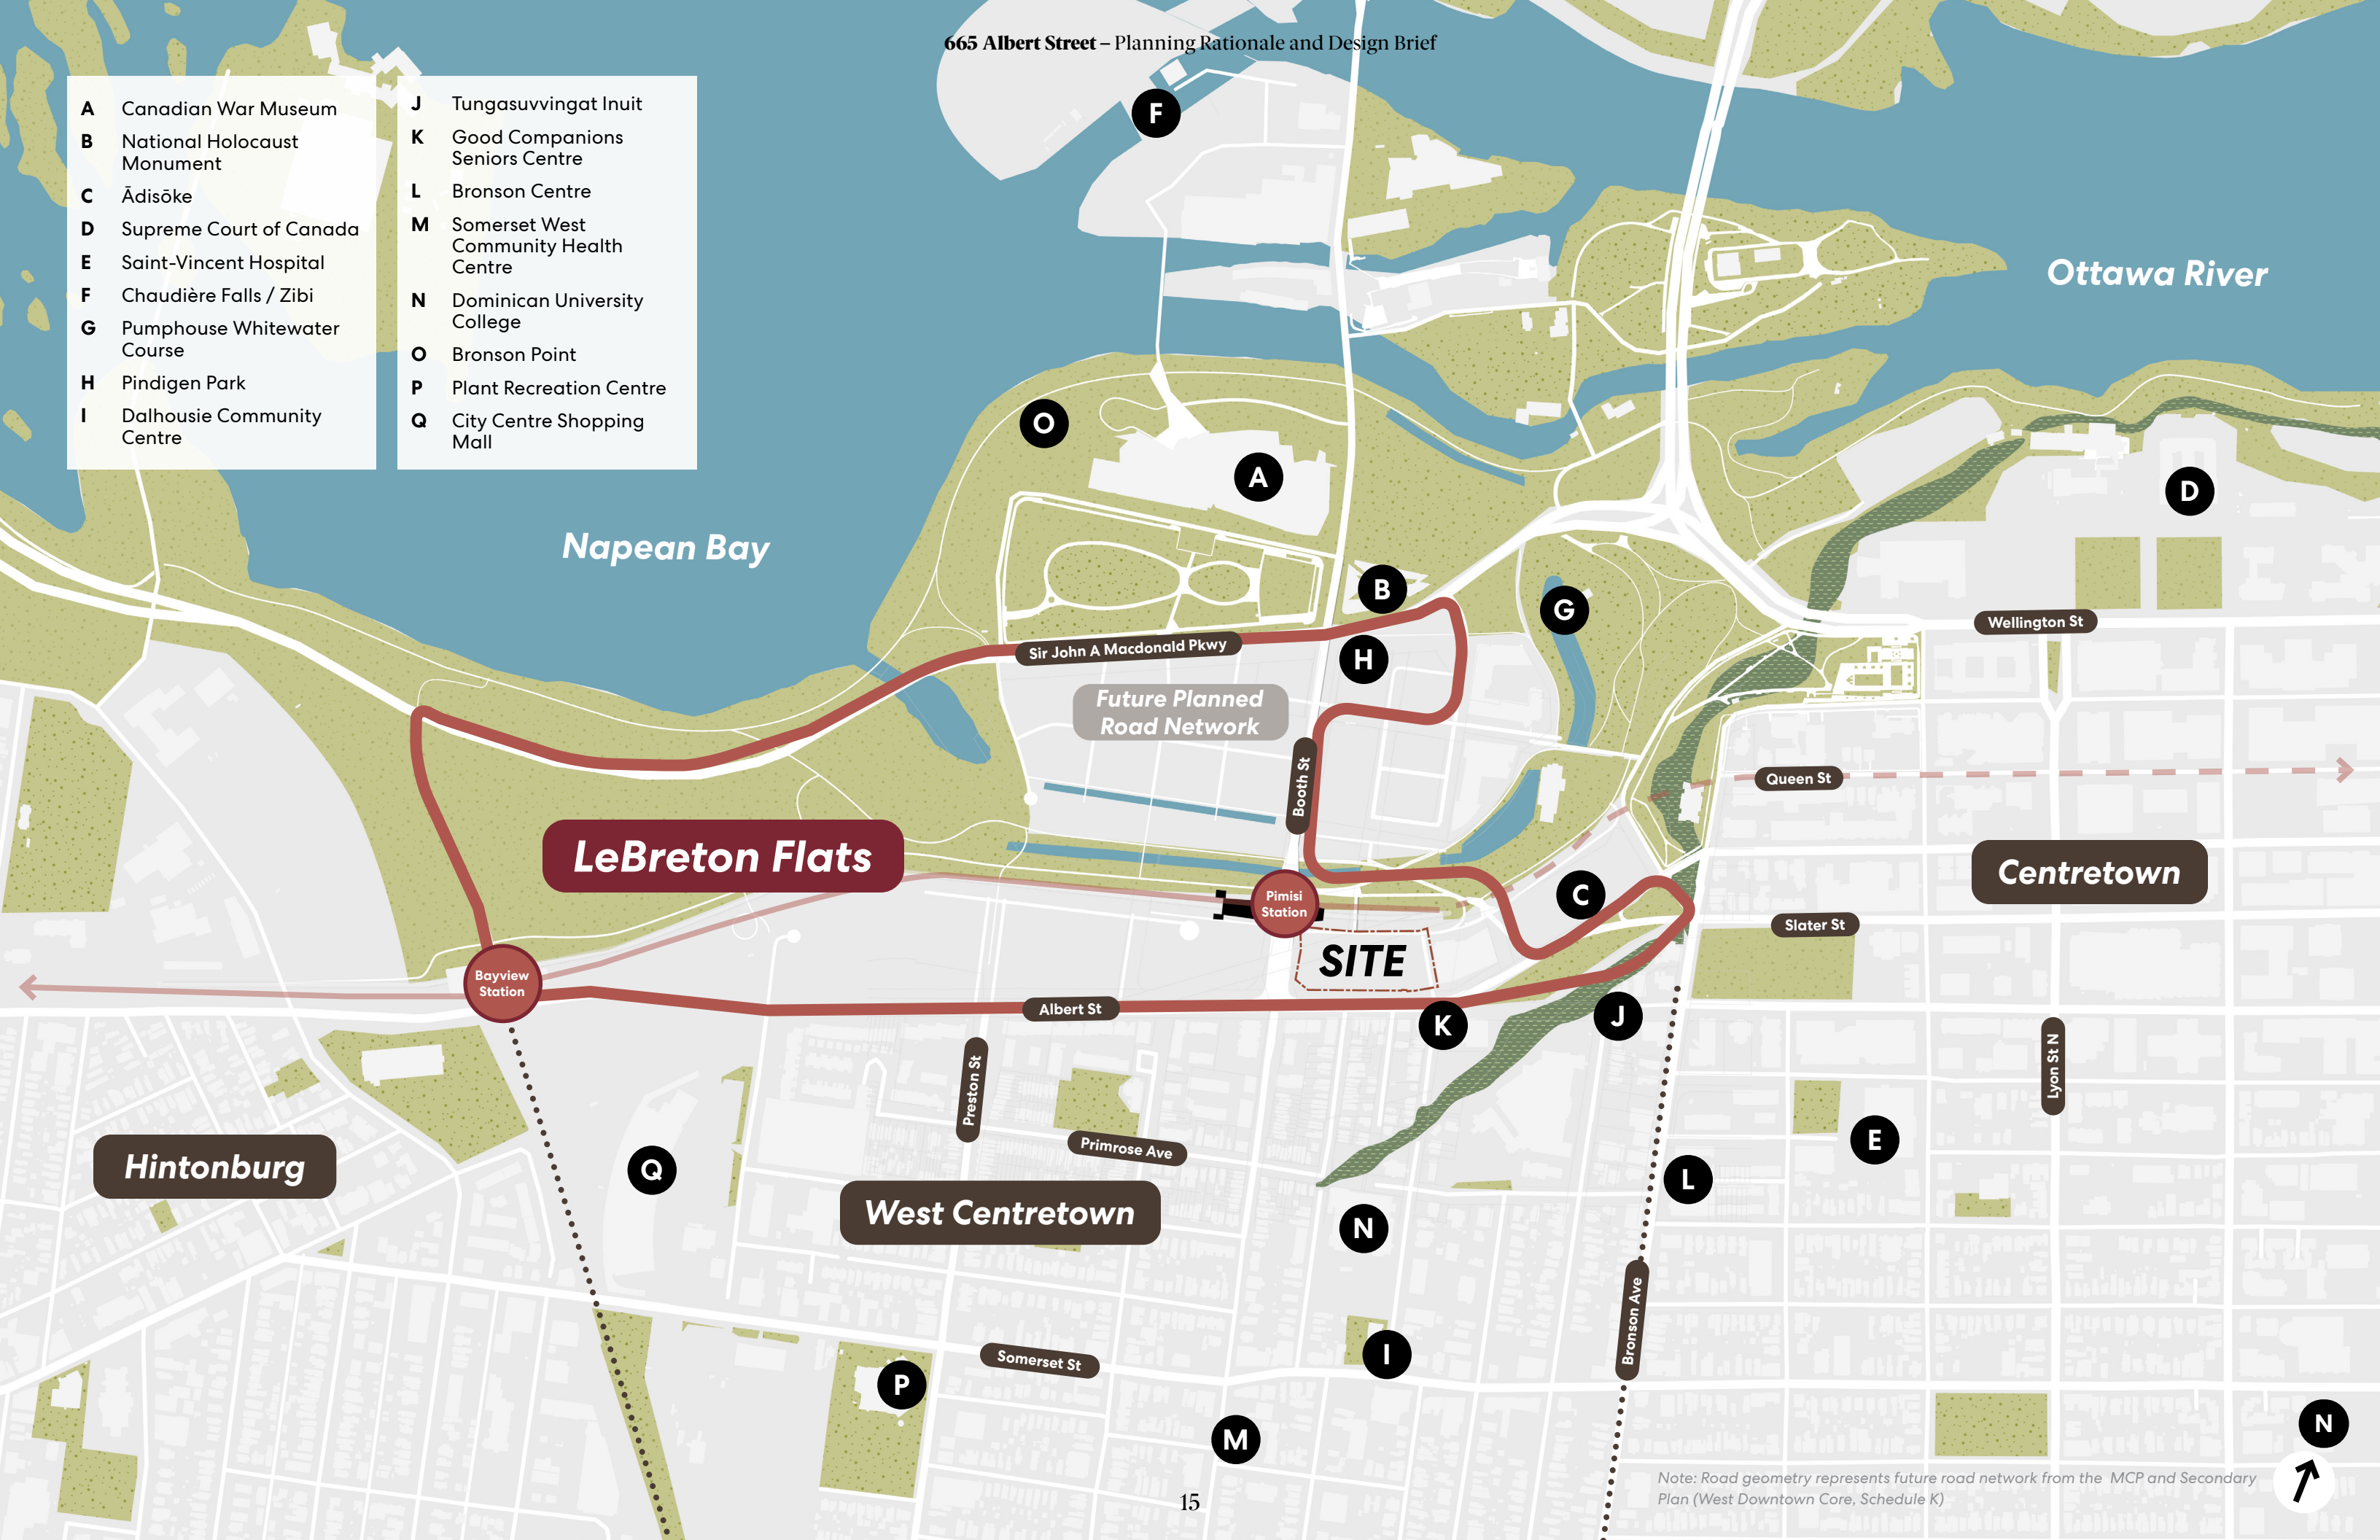 665 Albert Street – Planning Rationale and Design Brief
A Canadian War Museum
B National Holocaust
Monument
C Ādisōke
D Supreme Court of Canada
E Saint-Vincent Hospital
F Chaudière Falls / Zibi
G Pumphouse Whitewater
Course
H Pindigen Park
I Dalhousie Community
Centre
J Tungasuvvingat Inuit
K Good Companions
Seniors Centre
L Bronson Centre
M Somerset West
Community Health
Centre
N Dominican University
College
O Bronson Point
P Plant Recreation Centre
Q City Centre Shopping
Mall
F
Ottawa River
O
A
D
Napean Bay
B
G
Wellington St
Sir John A Macdonald Pkwy
H
Future Planned
Road Network
Booth St
Queen St
LeBreton Flats
Centretown
C
Pimisi
Station
Slater St
SITE
Bayview
Station
Albert St
K
J
Lyon St N
Preston St
Primrose Ave
E
Hintonburg
Q
L
West Centretown
N
Bronson Ave
Somerset St
I
P
M
N
Note: Road geometry represents future road network from the MCP and Secondary
Plan (West Downtown Core, Schedule K)
15